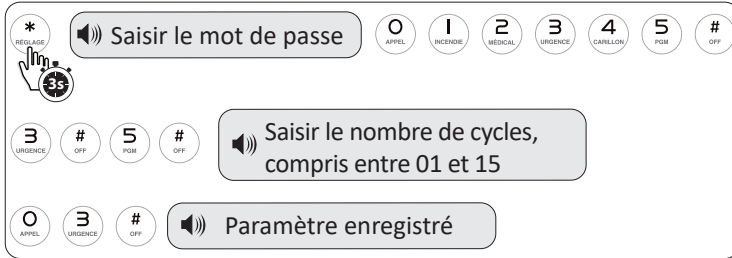 * RÉGLAGE 3s Saisir le mot de passe 0 APPEL 1 INCENDIE 2 MÉDICAL 3 URGENCE 4 CARILLON 5 PGM # OFF
3 URGENCE # OFF 5 PGM # OFF Saisir le nombre de cycles,
compris entre 01 et 15
0 APPEL 3 URGENCE # OFF Paramètre enregistré